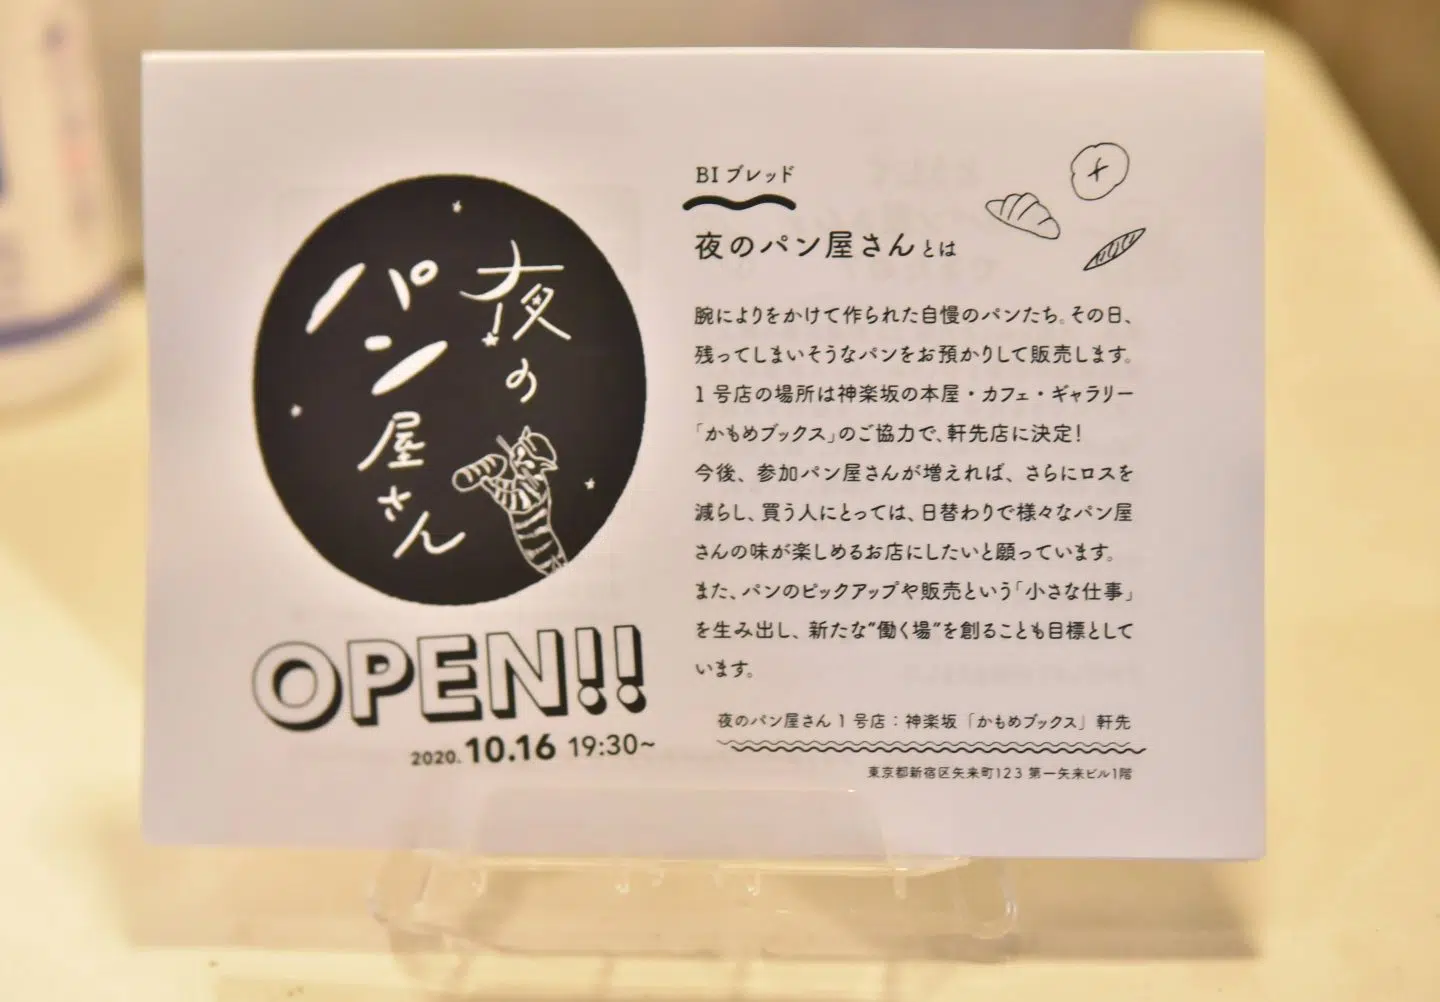 夜の
パン
屋
さん
OPEN!!
2020. 10.16 19:30~
BIブレッド
夜のパン屋さんとは
腕によりをかけて作られた自慢のパンたち。その日、
残ってしまいそうなパンをお預かりして販売します。
1号店の場所は神楽坂の本屋・カフェ・ギャラリー
「かもめブックス」のご協力で、軒先店に決定!
今後、参加パン屋さんが増えれば、さらにロスを
減らし、買う人にとっては、日替わりで様々なパン屋
さんの味が楽しめるお店にしたいと願っています。
また、パンのピックアップや販売という「小さな仕事」
を生み出し、新たな"働く場"を創ることも目標として
います。
夜のパン屋さん1号店:神楽坂「かもめブックス」軒先
東京都新宿区矢来町123 第一矢来ビル1階